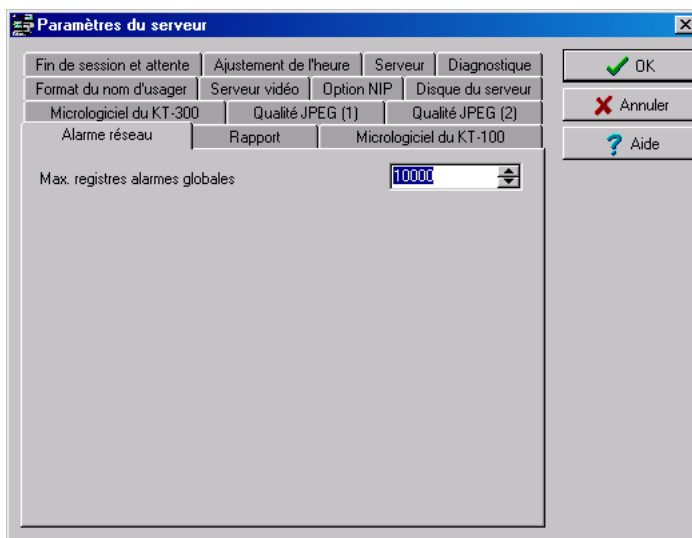 Paramètres du serveur
Fin de session et attente Ajustement de l'heure Serveur Diagnostique
Format du nom d'usager Serveur vidéo Option NIP Disque du serveur
Micrologiciel du KT-300 Qualité JPEG (1) Qualité JPEG (2)
Alarme réseau Rapport Micrologiciel du KT-100
Max. registres alarmes globales 10000
OK
Annuler
Aide